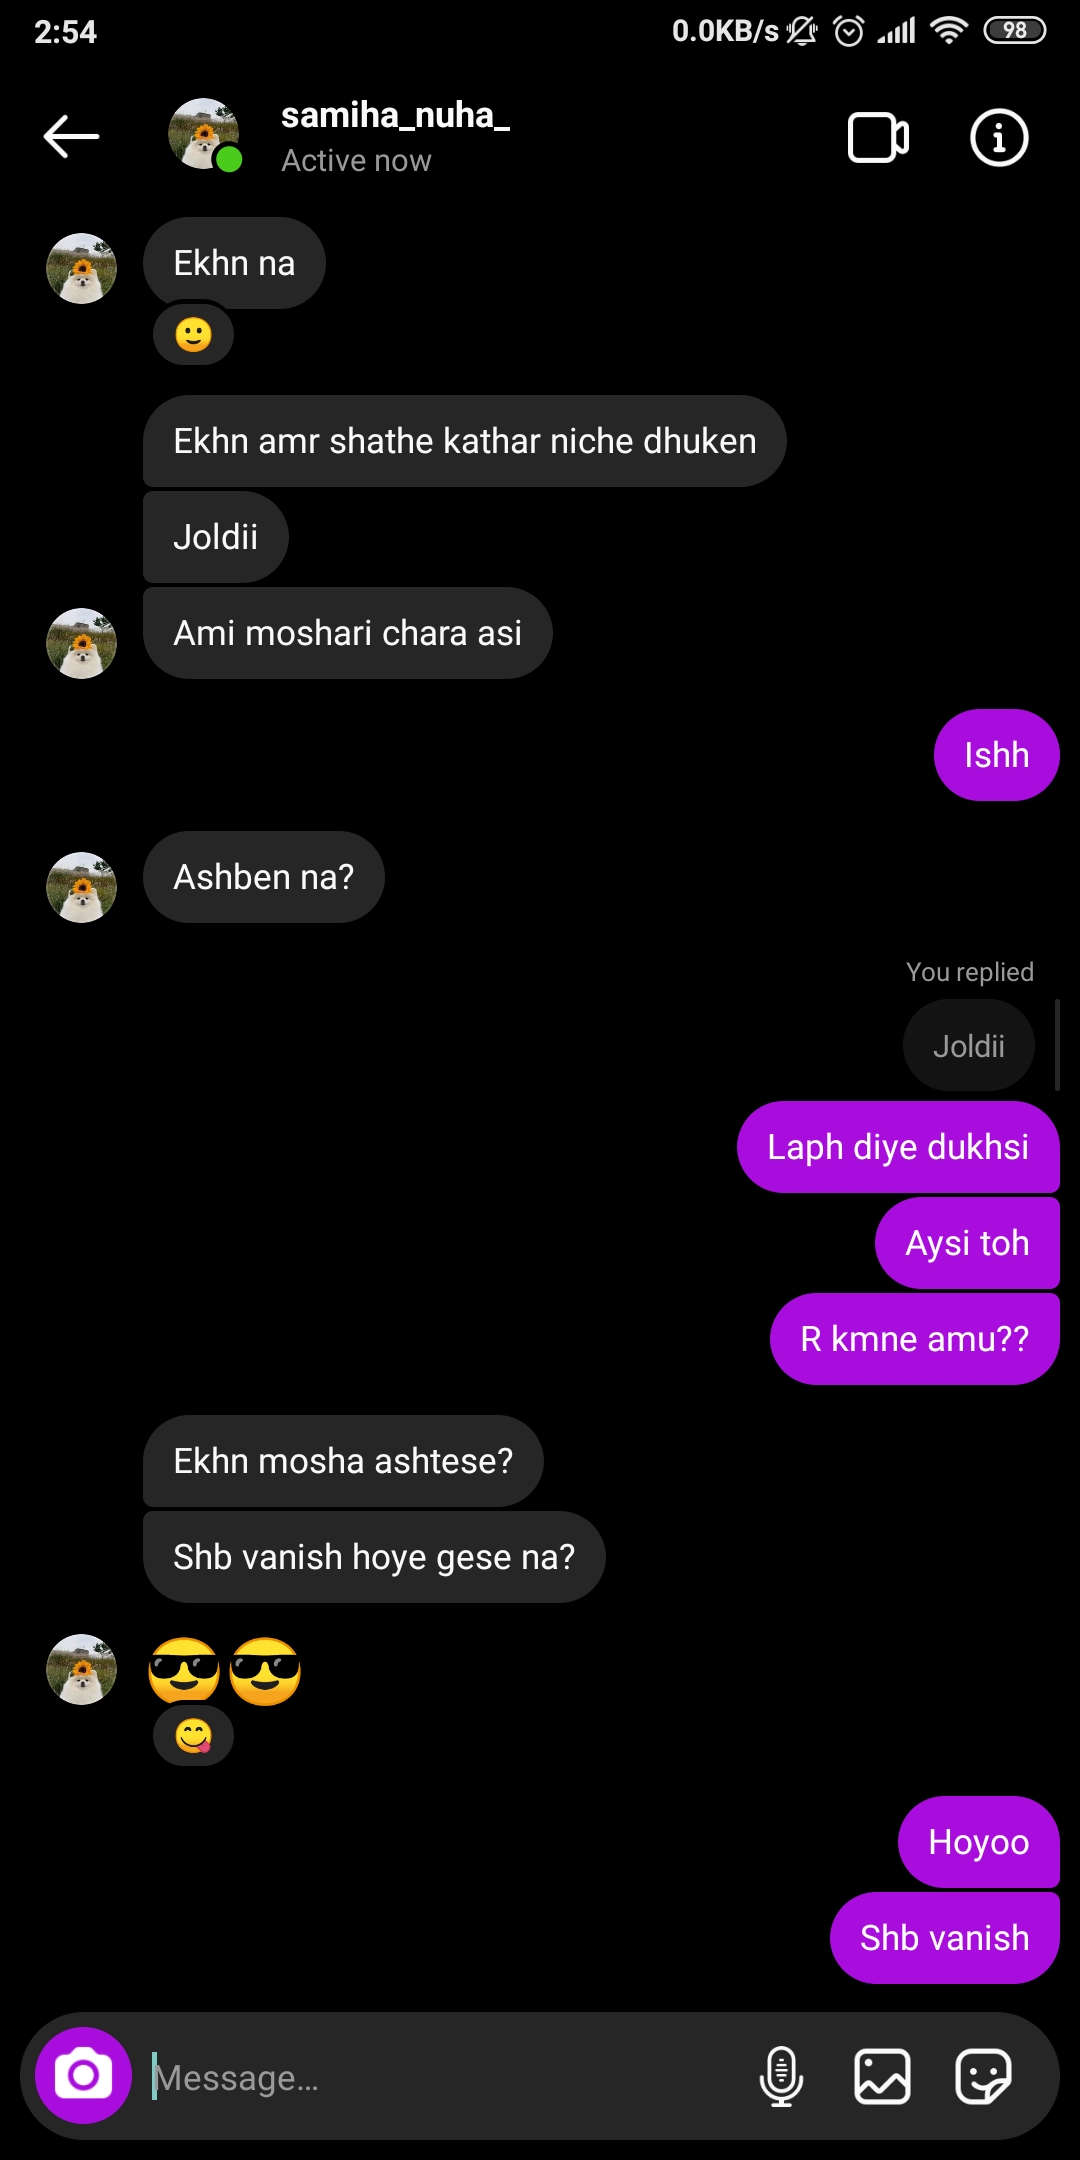 2:54
0.0KB/s
98
samiha_nuha_
Active now
Ekhn na
🙂
Ekhn amr shathe kathar niche dhuken
Joldii
Ami moshari chara asi
Ishh
Ashben na?
You replied
Joldii
Laph diye dukhsi
Aysi toh
R kmne amu??
Ekhn mosha ashtese?
Shb vanish hoye gese na?
😎😎
😋
Hoyoo
Shb vanish
Message...